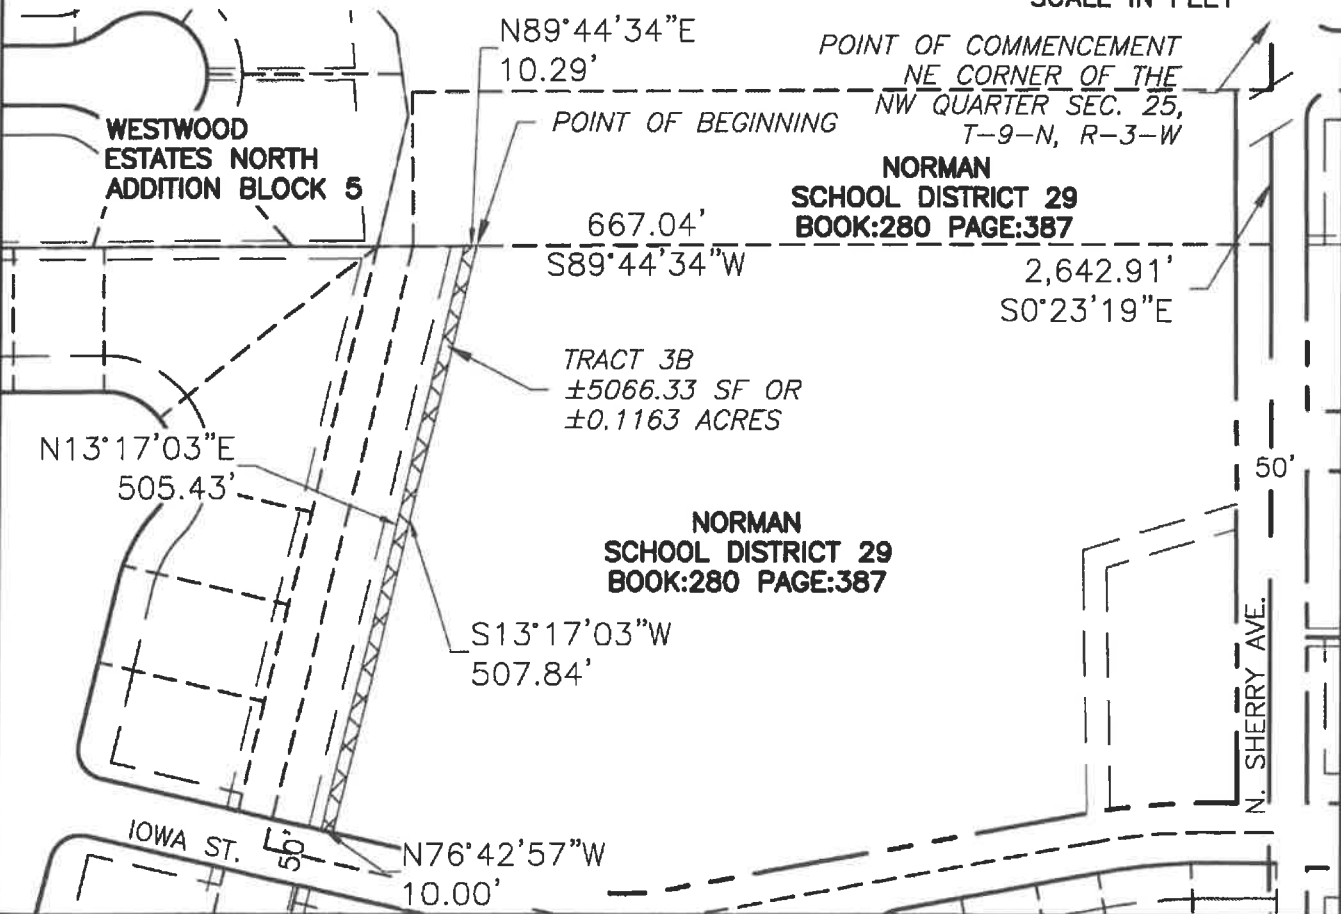 SCALE IN FEET
N89°44'34"E
10.29'
POINT OF COMMENCEMENT
NE CORNER OF THE
NW QUARTER SEC. 25,
T-9-N, R-3-W
POINT OF BEGINNING
WESTWOOD
ESTATES NORTH
ADDITION BLOCK 5
NORMAN
SCHOOL DISTRICT 29
BOOK:280 PAGE:387
667.04'
S89°44'34"W
2,642.91'
S0°23'19"E
TRACT 3B
±5066.33 SF OR
±0.1163 ACRES
N13°17'03"E
505.43'
50'
NORMAN
SCHOOL DISTRICT 29
BOOK:280 PAGE:387
S13°17'03"W
507.84'
N. SHERRY AVE.
IOWA ST.
50'
N76°42'57"W
10.00'